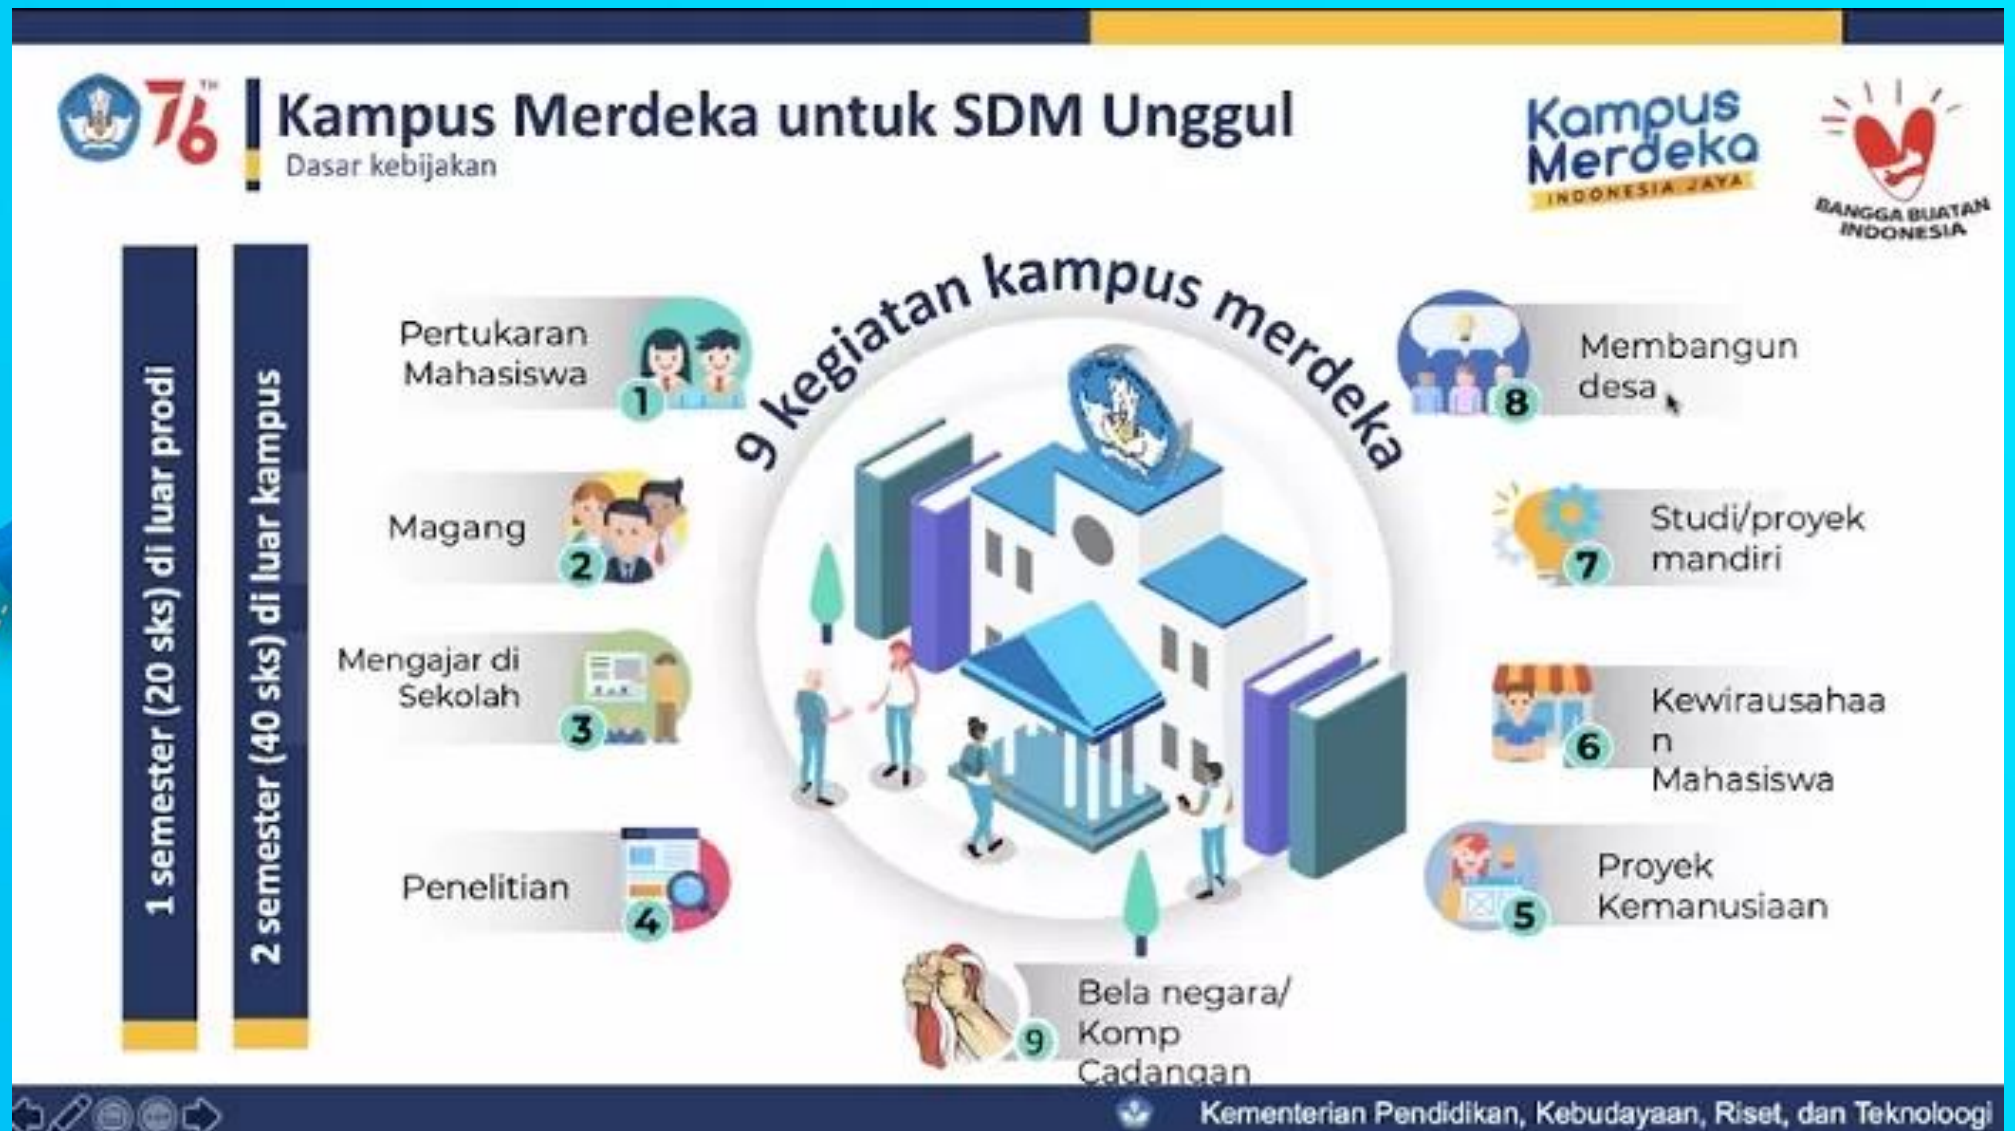 76
TH
Kampus Merdeka untuk SDM Unggul
Dasar kebijakan
Kampus
Merdeka
INDONESIA JAYA
BANGGA BUATAN
INDONESIA
1 semester (20 sks) di luar prodi
2 semester (40 sks) di luar kampus
9 kegiatan kampus merdeka
Pertukaran
Mahasiswa
1
Magang
2
Mengajar di
Sekolah
3
Penelitian
4
8
Membangun
desa
7
Studi/proyek
mandiri
6
Kewirausahaa
n
Mahasiswa
5
Proyek
Kemanusiaan
9
Bela negara/
Komp
Cadangan
Kementerian Pendidikan, Kebudayaan, Riset, dan Teknoloogi